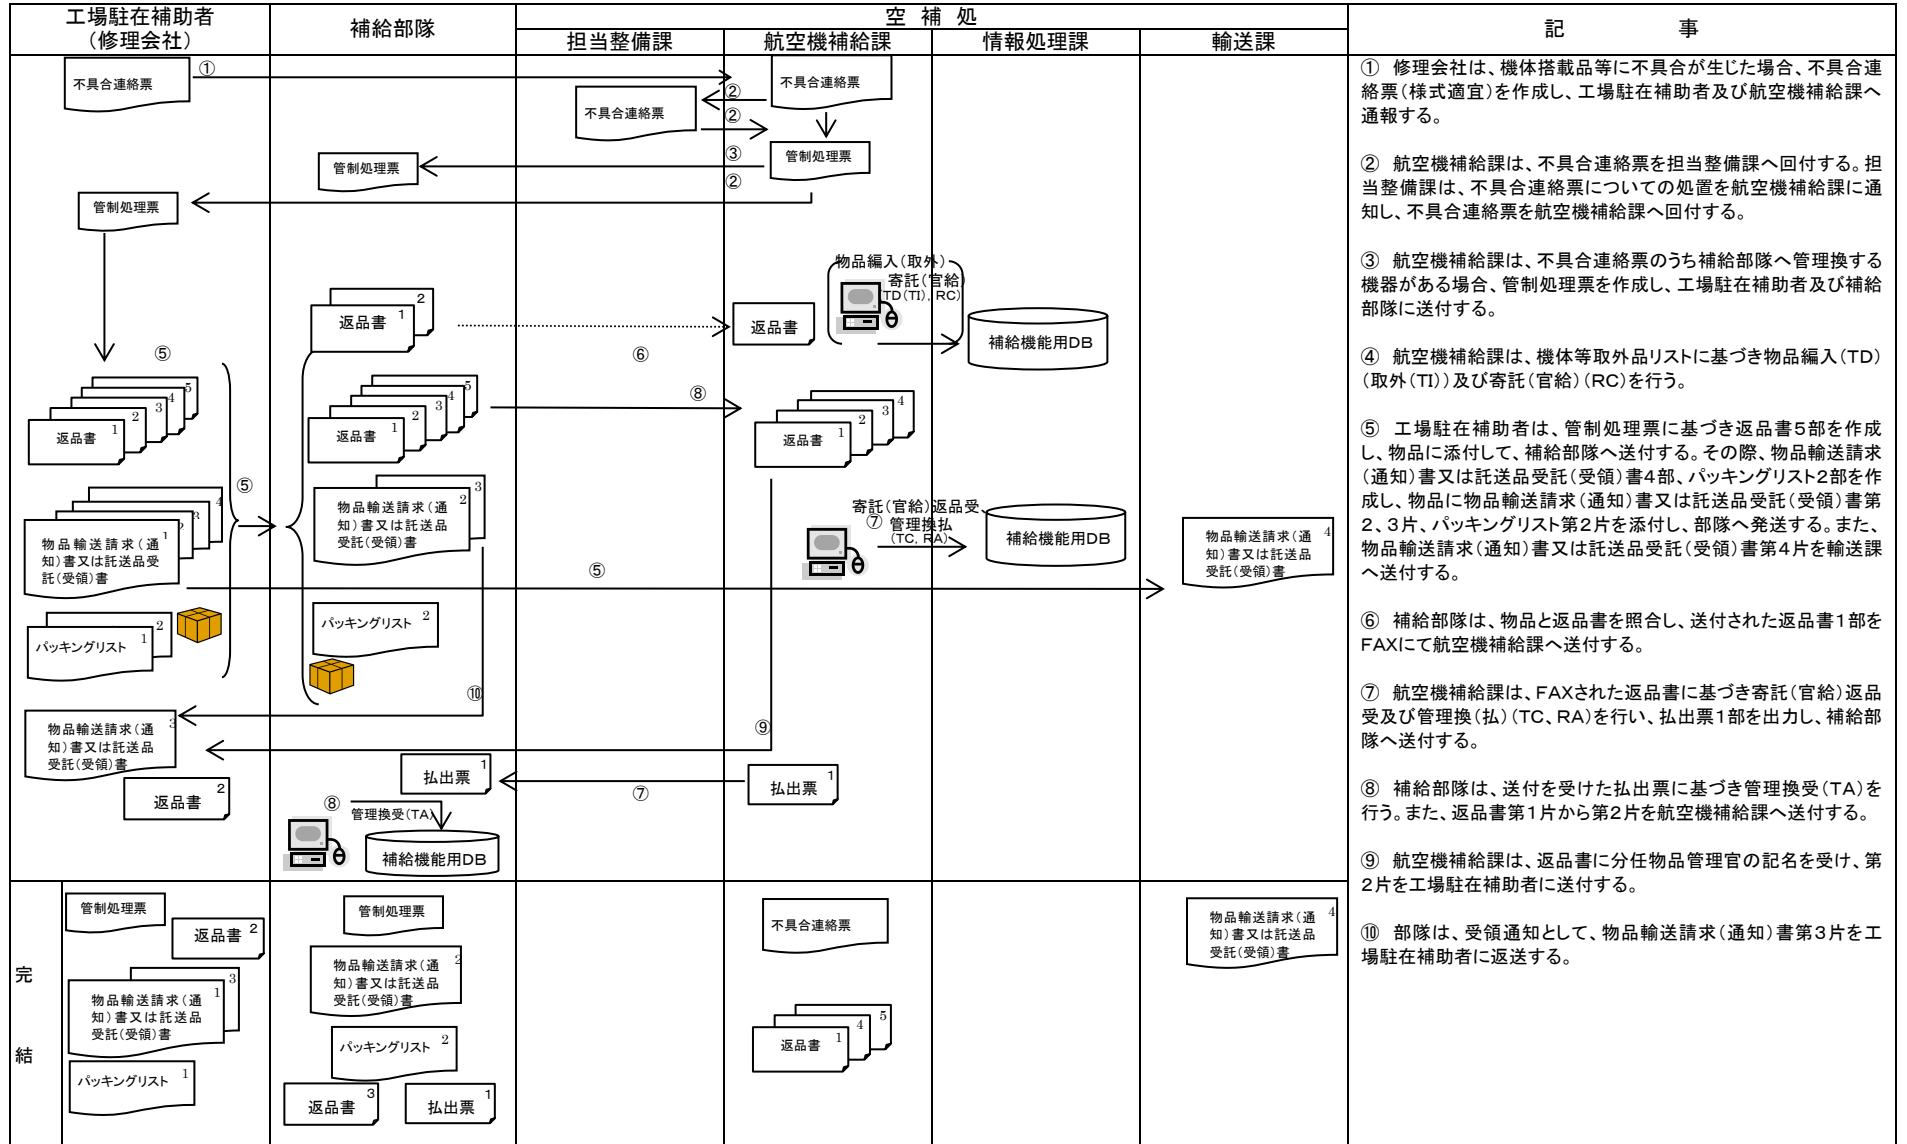 工場駐在補助者
（修理会社）
補給部隊
空 補 処
担当整備課
航空機補給課
情報処理課
輸送課
記 事
不具合連絡票
①
不具合連絡票
②
不具合連絡票
②
管制処理票
③
管制処理票
②
管制処理票
物品編入（取外）
寄託（官給）
(TD(TI), RC)
2
返品書 1
返品書
補給機能用DB
⑥
⑤
5
4
3
2
返品書 1
5
4
3
2
返品書 1
⑧
4
3
2
返品書 1
⑤
4
3
2
1
物品輸送請求（通
知）書又は託送品受
託（受領）書
3
2
物品輸送請求（通
知）書又は託送品
受託（受領）書
寄託（官給）返品受、
⑦ 管理換払
(TC, RA)
補給機能用DB
4
物品輸送請求（通
知）書又は託送品
受託（受領）書
⑤
2
パッキングリスト 1
パッキングリスト 2
⑩
3
物品輸送請求（通
知）書又は託送品
受託（受領）書
⑨
返品書 2
払出票 1
⑦
払出票 1
⑧
管理換受（TA）
補給機能用DB
完
結
管制処理票
返品書 2
3
1
物品輸送請求（通
知）書又は託送品
受託（受領）書
パッキングリスト 1
管制処理票
2
物品輸送請求（通
知）書又は託送品
受託（受領）書
パッキングリスト 2
返品書 3
払出票 1
不具合連絡票
5
4
返品書 1
4
物品輸送請求（通
知）書又は託送品
受託（受領）書
① 修理会社は、機体搭載品等に不具合が生じた場合、不具合連
絡票（様式適宜）を作成し、工場駐在補助者及び航空機補給課へ
通報する。
② 航空機補給課は、不具合連絡票を担当整備課へ回付する。担
当整備課は、不具合連絡票についての処置を航空機補給課に通
知し、不具合連絡票を航空機補給課へ回付する。
③ 航空機補給課は、不具合連絡票のうち補給部隊へ管理換する
機器がある場合、管制処理票を作成し、工場駐在補助者及び補給
部隊に送付する。
④ 航空機補給課は、機体等取外品リストに基づき物品編入（TD）
（取外（TI））及び寄託（官給）（RC）を行う。
⑤ 工場駐在補助者は、管制処理票に基づき返品書５部を作成
し、物品に添付して、補給部隊へ送付する。その際、物品輸送請求
（通知）書又は託送品受託（受領）書４部、パッキングリスト２部を作
成し、物品に物品輸送請求（通知）書又は託送品受託（受領）書第
２、３片、パッキングリスト第２片を添付し、部隊へ発送する。また、
物品輸送請求（通知）書又は託送品受託（受領）書第４片を輸送課
へ送付する。
⑥ 補給部隊は、物品と返品書を照合し、送付された返品書１部を
FAXにて航空機補給課へ送付する。
⑦ 航空機補給課は、FAXされた返品書に基づき寄託（官給）返品
受及び管理換（払）（TC、RA）を行い、払出票１部を出力し、補給部
隊へ送付する。
⑧ 補給部隊は、送付を受けた払出票に基づき管理換受（TA）を
行う。また、返品書第１片から第２片を航空機補給課へ送付する。
⑨ 航空機補給課は、返品書に分任物品管理官の記名を受け、第
２片を工場駐在補助者に送付する。
⑩ 部隊は、受領通知として、物品輸送請求（通知）書第３片を工
場駐在補助者に返送する。